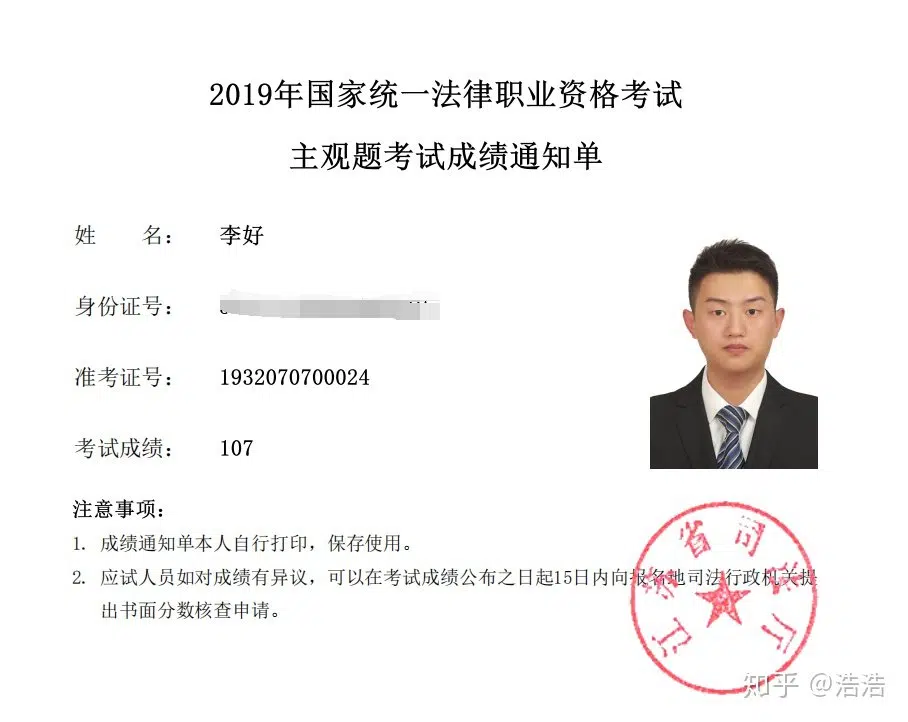 2019年国家统一法律职业资格考试
主观题考试成绩通知单
姓 名： 李好
身份证号：
准考证号： 1932070700024
考试成绩： 107
注意事项：
1. 成绩通知单本人自行打印，保存使用。
2. 应试人员如对成绩有异议，可以在考试成绩公布之日起15日内向报名地司法行政机关提
出书面分数核查申请。
江苏省司法厅
知乎 @浩浩